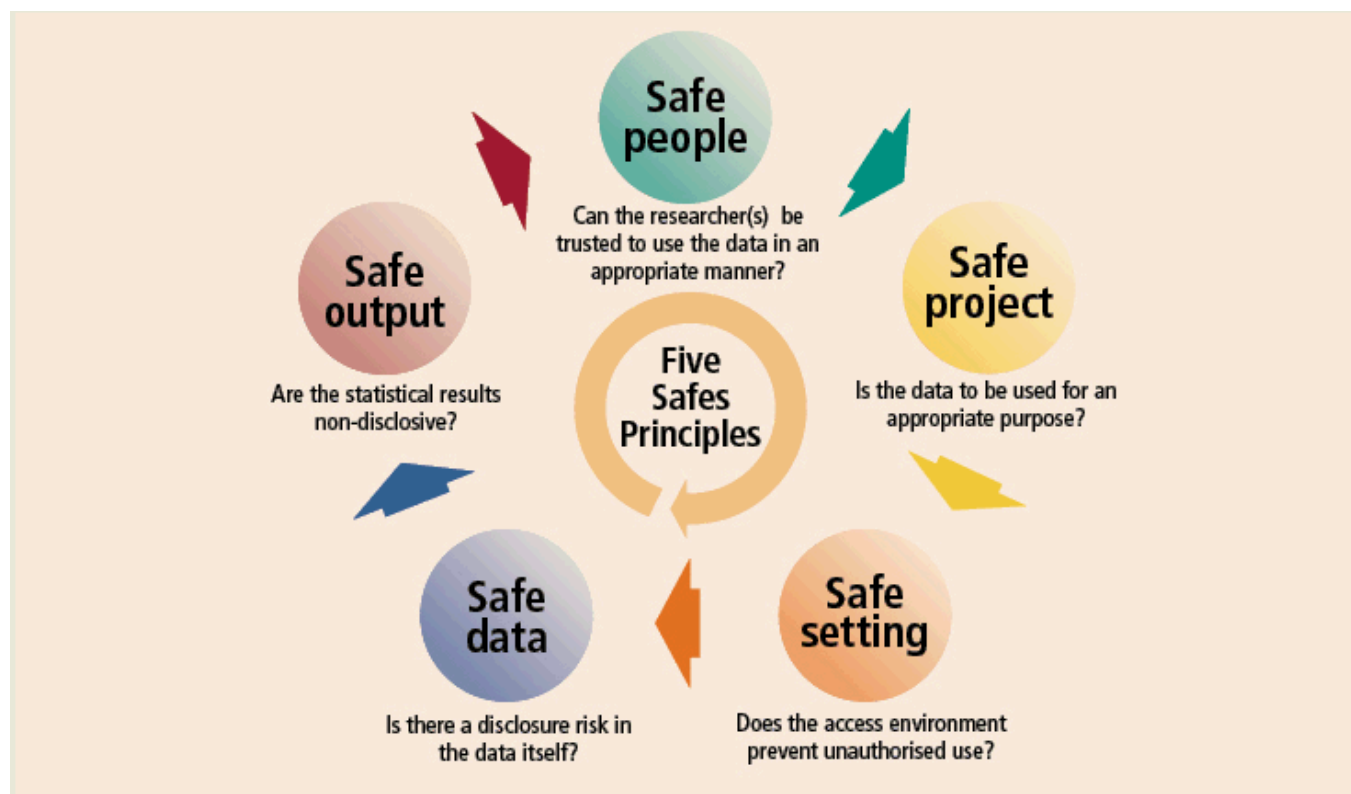 Safe
people
Can the researcher(s) be
trusted to use the data in an
appropriate manner?
Safe
project
Is the data to be used for an
appropriate purpose?
Safe
setting
Does the access environment
prevent unauthorised use?
Safe
data
Is there a disclosure risk in
the data itself?
Safe
output
Are the statistical results
non-disclosive?
Five
Safes
Principles